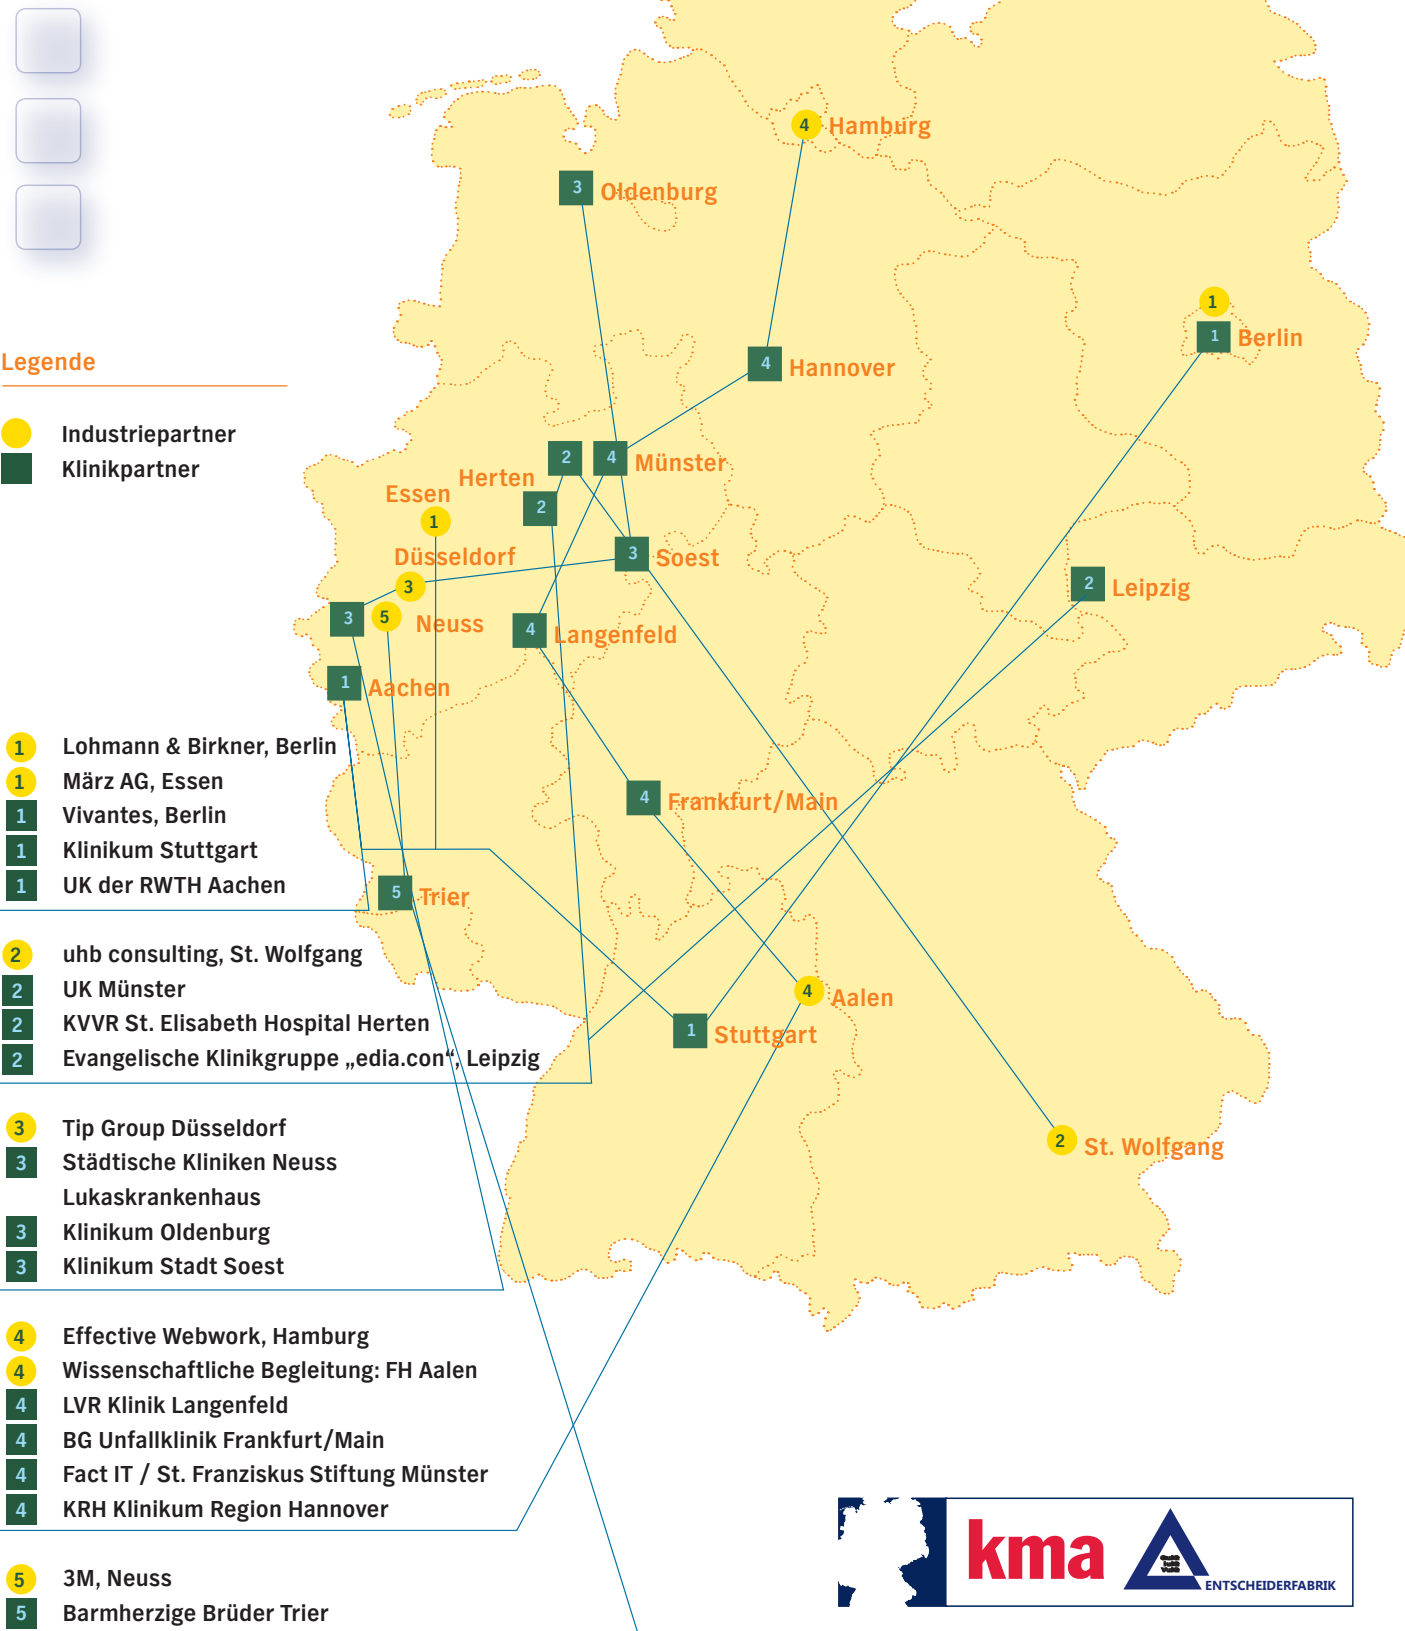 4 Hamburg
3 Oldenburg
1
1 Berlin
4 Hannover
Legende
Industriepartner
Klinikpartner
2 4 Münster
Herten
2
Essen
1
Düsseldorf
3
3 Soest
2 Leipzig
3 5 Neuss
4 Langenfeld
1 Aachen
4 Frankfurt/Main
5 Trier
4 Aalen
1 Stuttgart
2 St. Wolfgang
1 Lohmann & Birkner, Berlin
1 März AG, Essen
1 Vivantes, Berlin
1 Klinikum Stuttgart
1 UK der RWTH Aachen
2 uhb consulting, St. Wolfgang
2 UK Münster
2 KVVR St. Elisabeth Hospital Herten
2 Evangelische Klinikgruppe „edia.con“, Leipzig
3 Tip Group Düsseldorf
3 Städtische Kliniken Neuss
Lukaskrankenhaus
3 Klinikum Oldenburg
3 Klinikum Stadt Soest
4 Effective Webwork, Hamburg
4 Wissenschaftliche Begleitung: FH Aalen
4 LVR Klinik Langenfeld
4 BG Unfallklinik Frankfurt/Main
4 Fact IT / St. Franziskus Stiftung Münster
4 KRH Klinikum Region Hannover
5 3M, Neuss
5 Barmherzige Brüder Trier
kma
ENTSCHEIDERFABRIK